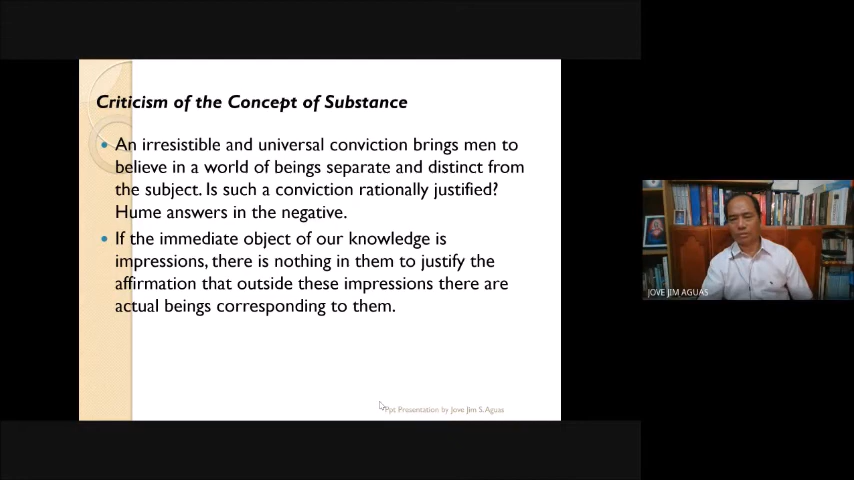 Criticism of the Concept of Substance
An irresistible and universal conviction brings men to
believe in a world of beings separate and distinct from
the subject. Is such a conviction rationally justified?
Hume answers in the negative.
If the immediate object of our knowledge is
impressions, there is nothing in them to justify the
affirmation that outside these impressions there are
actual beings corresponding to them.
Ppt Presentation by Jove Jim S. Aguas
JOVE JIM AGUAS